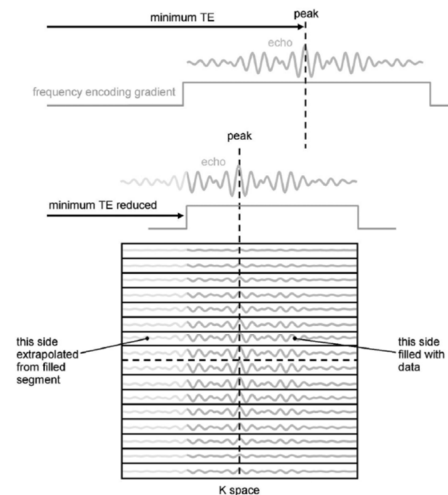 minimum TE
peak
echo
frequency encoding gradient
peak
echo
minimum TE reduced
this side
extrapolated
from filled
segment
this side
filled with
data
K space